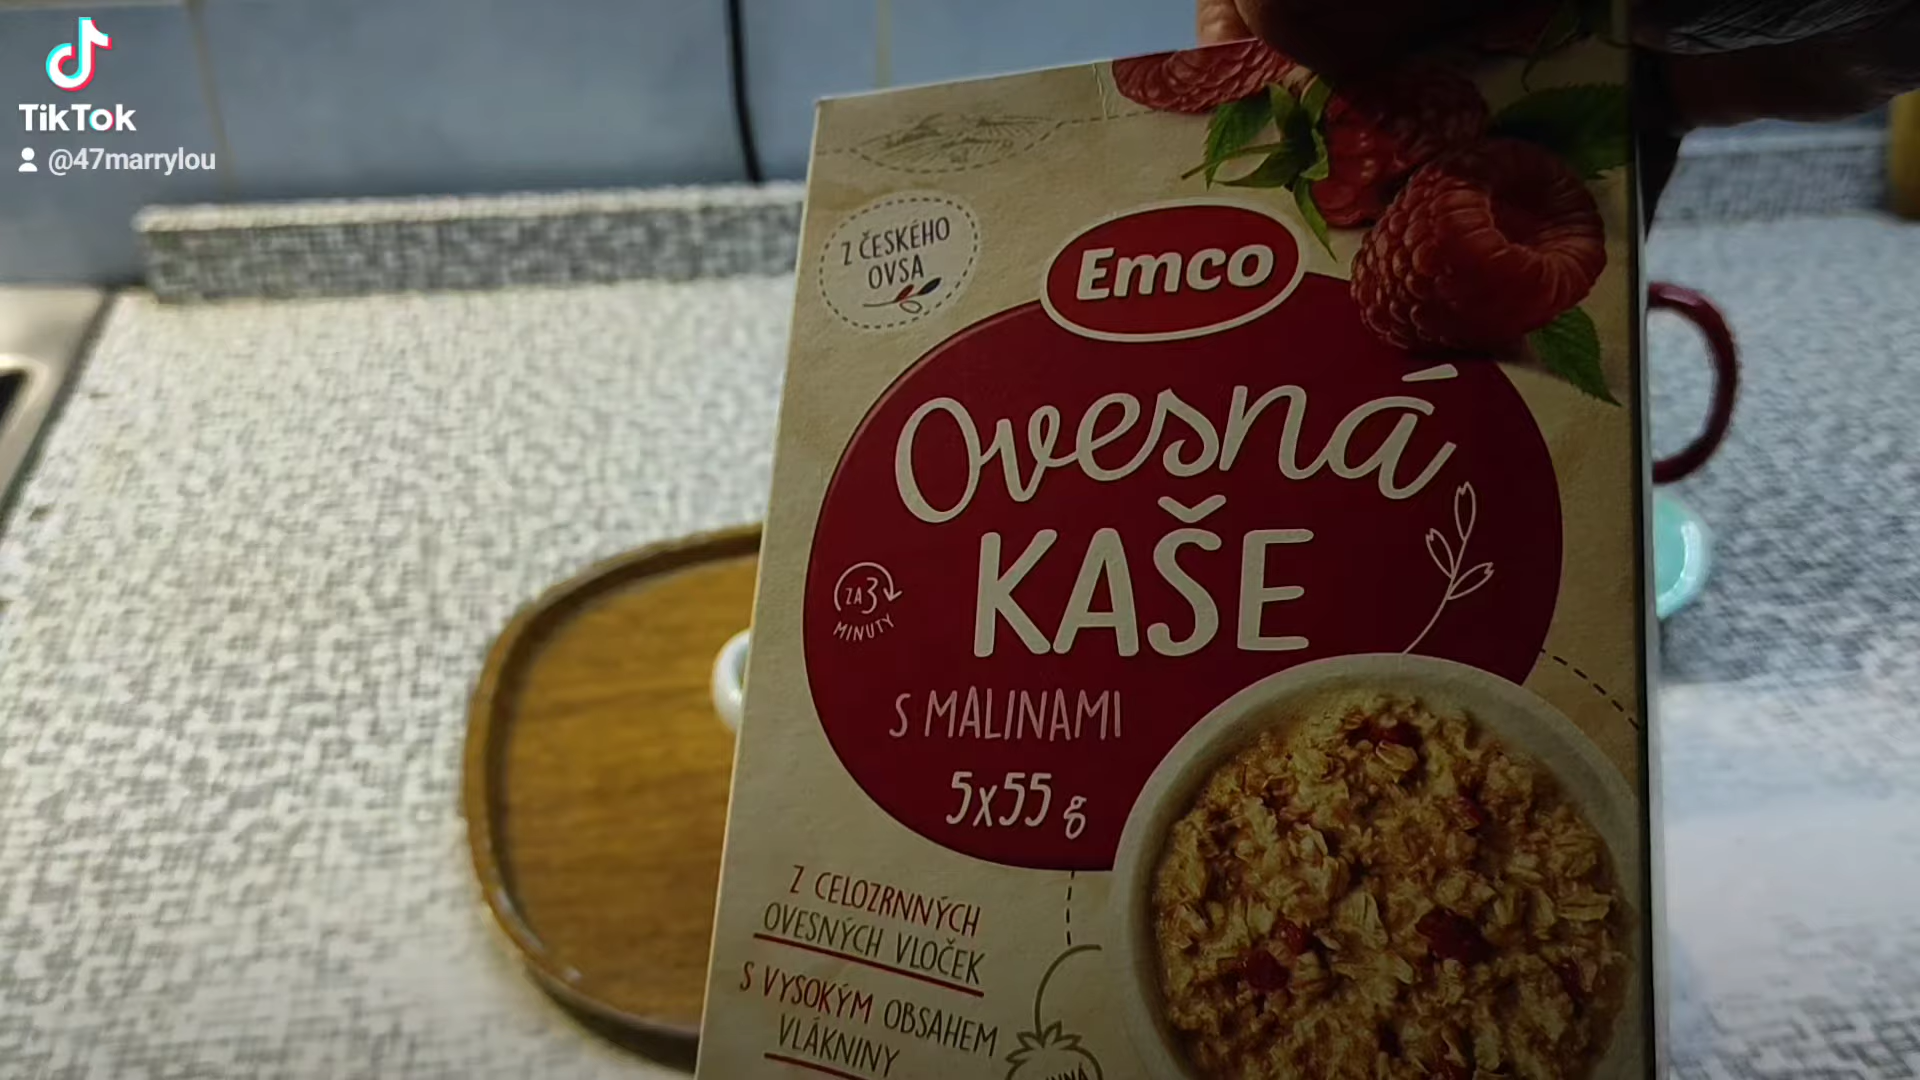 TikTok
@47marrylou
Z ČESKÉHO
OVSA
Emco
Ovesná
KAŠE
ZA 3
MINUTY
S MALINAMI
5x55 g
Z CELOZRNNÝCH
OVESNÝCH VLOČEK
S VYSOKÝM OBSAHEM
VLÁKNINY